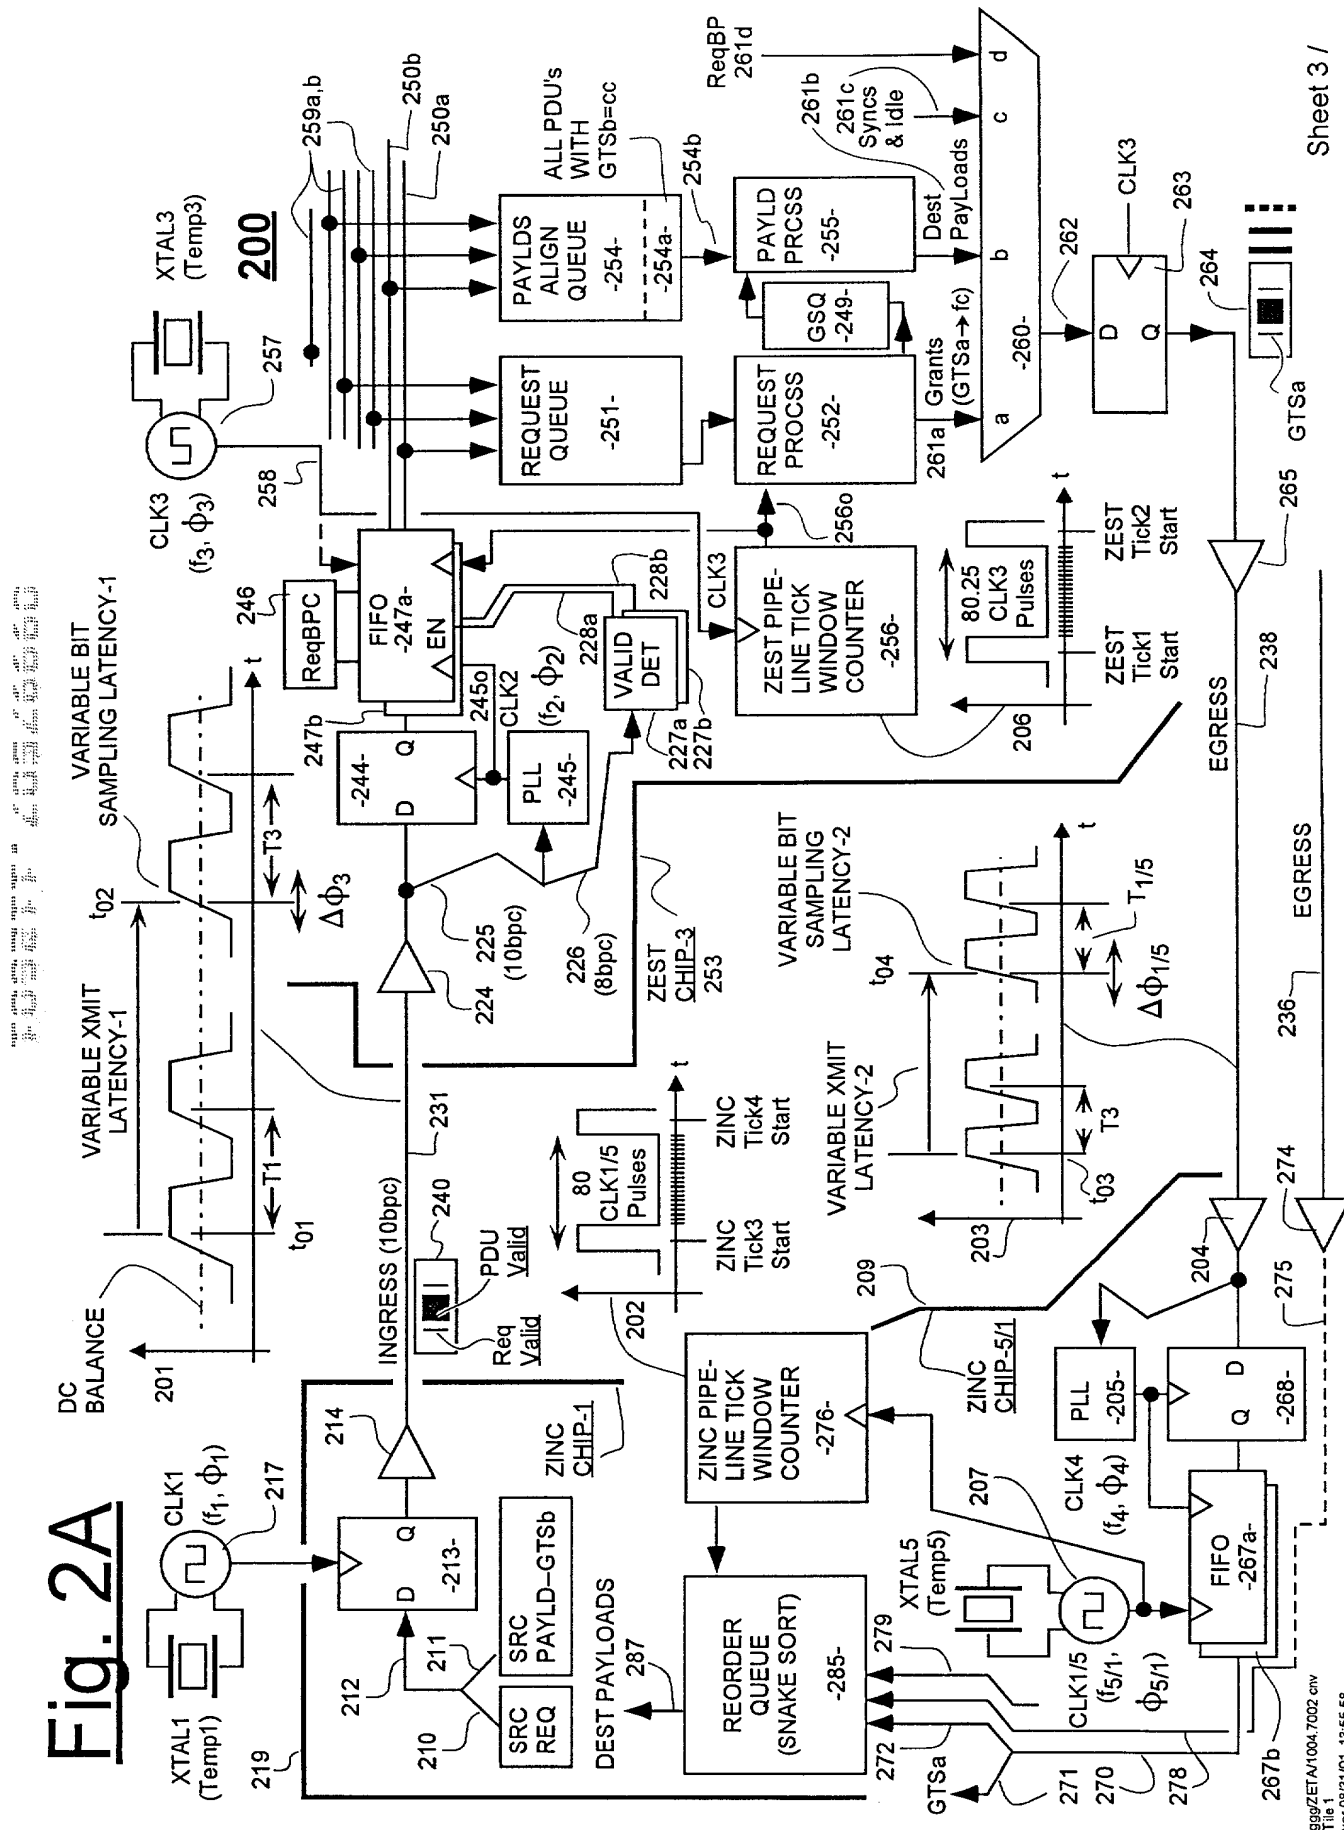 Fig. 2A
200
Sheet 3 /
XTAL1
(Temp1)
CLK1
(f1, ϕ1)
217
219
DC
BALANCE
201
VARIABLE XMIT
LATENCY-1
VARIABLE BIT
SAMPLING LATENCY-1
t01
T1
t02
T3
Δϕ3
t
CLK3
(f3, ϕ3)
XTAL3
(Temp3)
257
258
259a,b
250b
250a
D
Q
-213-
214
212
211
210
SRC
REQ
SRC
PAYLD–GTSb
ZINC
CHIP-1
INGRESS (10bpc)
231
240
Req
Valid
PDU
Valid
224
225
(10bpc)
226
(8bpc)
-244-
D
Q
PLL
-245-
245o
CLK2
(f2, ϕ2)
246
ReqBPC
FIFO
-247a-
EN
247b
228a
228b
VALID
DET
227a
227b
ZEST
CHIP-3
253
REQUEST
QUEUE
-251-
PAYLDS
ALIGN
QUEUE
-254-
-254a-
ALL PDU's
WITH
GTSb=cc
254b
REQUEST
PROCSS
-252-
GSQ
-249-
PAYLD
PRCSS
-255-
CLK3
256o
ZEST PIPE-
LINE TICK
WINDOW
COUNTER
-256-
261a
Grants
(GTSa→fc)
Dest
PayLoads
261b
261c
Syncs
& Idle
ReqBP
261d
a
b
c
d
-260-
262
D
Q
CLK3
263
264
GTSa
265
206
80.25
CLK3
Pulses
t
ZEST
Tick1
Start
ZEST
Tick2
Start
EGRESS
238
EGRESS
236
202
80
CLK1/5
Pulses
t
ZINC
Tick3
Start
ZINC
Tick4
Start
VARIABLE XMIT
LATENCY-2
VARIABLE BIT
SAMPLING
LATENCY-2
203
t03
T3
t04
T1/5
Δϕ1/5
t
209
ZINC
CHIP-5/1
ZINC PIPE-
LINE TICK
WINDOW
COUNTER
-276-
DEST PAYLOADS
287
REORDER
QUEUE
(SNAKE SORT)
-285-
XTAL5
(Temp5)
207
CLK1/5
(f5/1,
ϕ5/1)
CLK4
(f4, ϕ4)
PLL
-205-
204
274
275
Q
D
-268-
FIFO
-267a-
267b
GTSa
271
272
270
278
279
ggg/ZETA/1004.7002 cnv
Tile 1